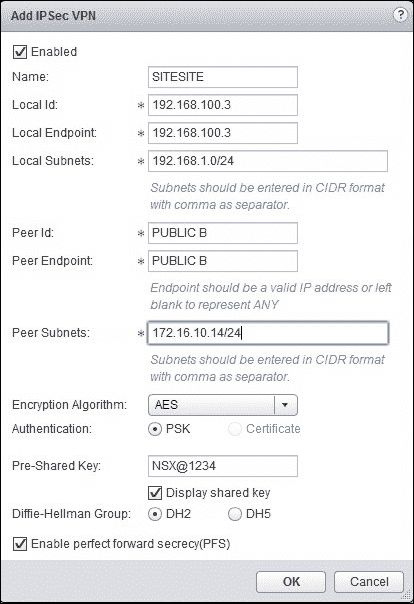 Add IPSec VPN ?
Enabled
Name: SITESITE
Local Id: * 192.168.100.3
Local Endpoint: * 192.168.100.3
Local Subnets: * 192.168.1.0/24
Subnets should be entered in CIDR format
with comma as separator.
Peer Id: * PUBLIC B
Peer Endpoint: * PUBLIC B
Endpoint should be a valid IP address or left
blank to represent ANY
Peer Subnets: * 172.16.10.14/24
Subnets should be entered in CIDR format
with comma as separator.
Encryption Algorithm: AES
Authentication: PSK Certificate
Pre-Shared Key: NSX@1234
Display shared key
Diffie-Hellman Group: DH2 DH5
Enable perfect forward secrecy(PFS)
OK Cancel